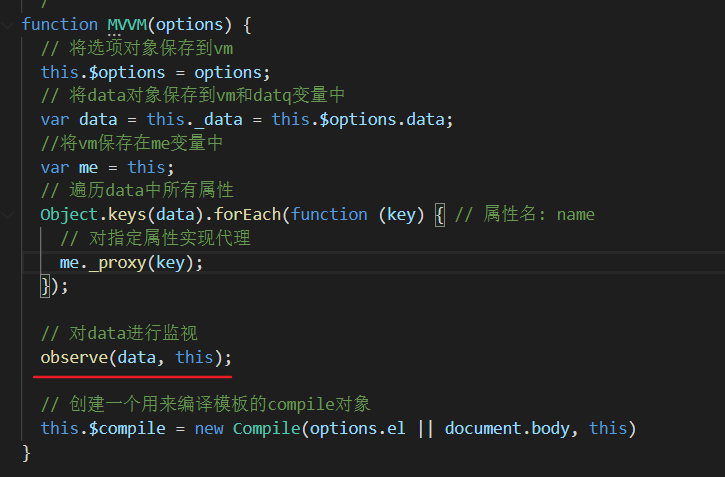 function MVVM(options) {
// 将选项对象保存到vm
this.$options = options;
// 将data对象保存到vm和datq变量中
var data = this._data = this.$options.data;
//将vm保存在me变量中
var me = this;
// 遍历data中所有属性
Object.keys(data).forEach(function (key) { // 属性名: name
// 对指定属性实现代理
me._proxy(key);
});
// 对data进行监视
observe(data, this);
// 创建一个用来编译模板的compile对象
this.$compile = new Compile(options.el || document.body, this)
}